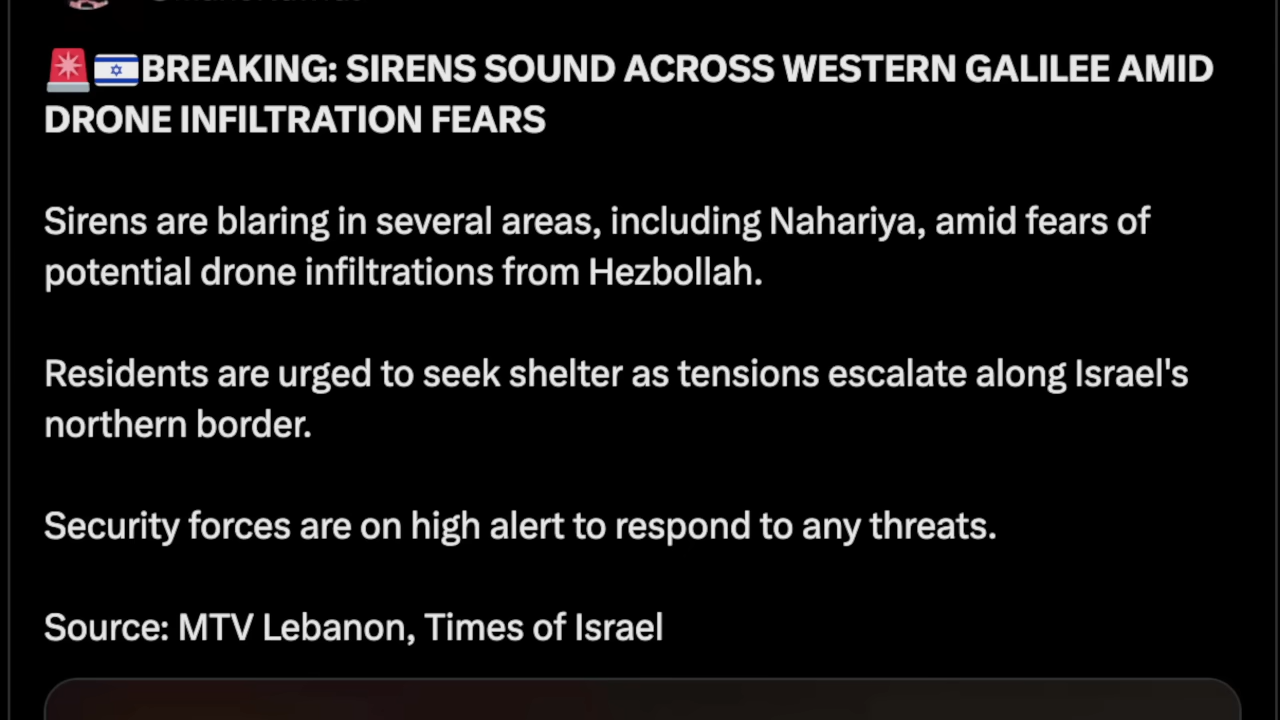 🚨🇮🇱BREAKING: SIRENS SOUND ACROSS WESTERN GALILEE AMID
DRONE INFILTRATION FEARS
Sirens are blaring in several areas, including Nahariya, amid fears of
potential drone infiltrations from Hezbollah.
Residents are urged to seek shelter as tensions escalate along Israel's
northern border.
Security forces are on high alert to respond to any threats.
Source: MTV Lebanon, Times of Israel